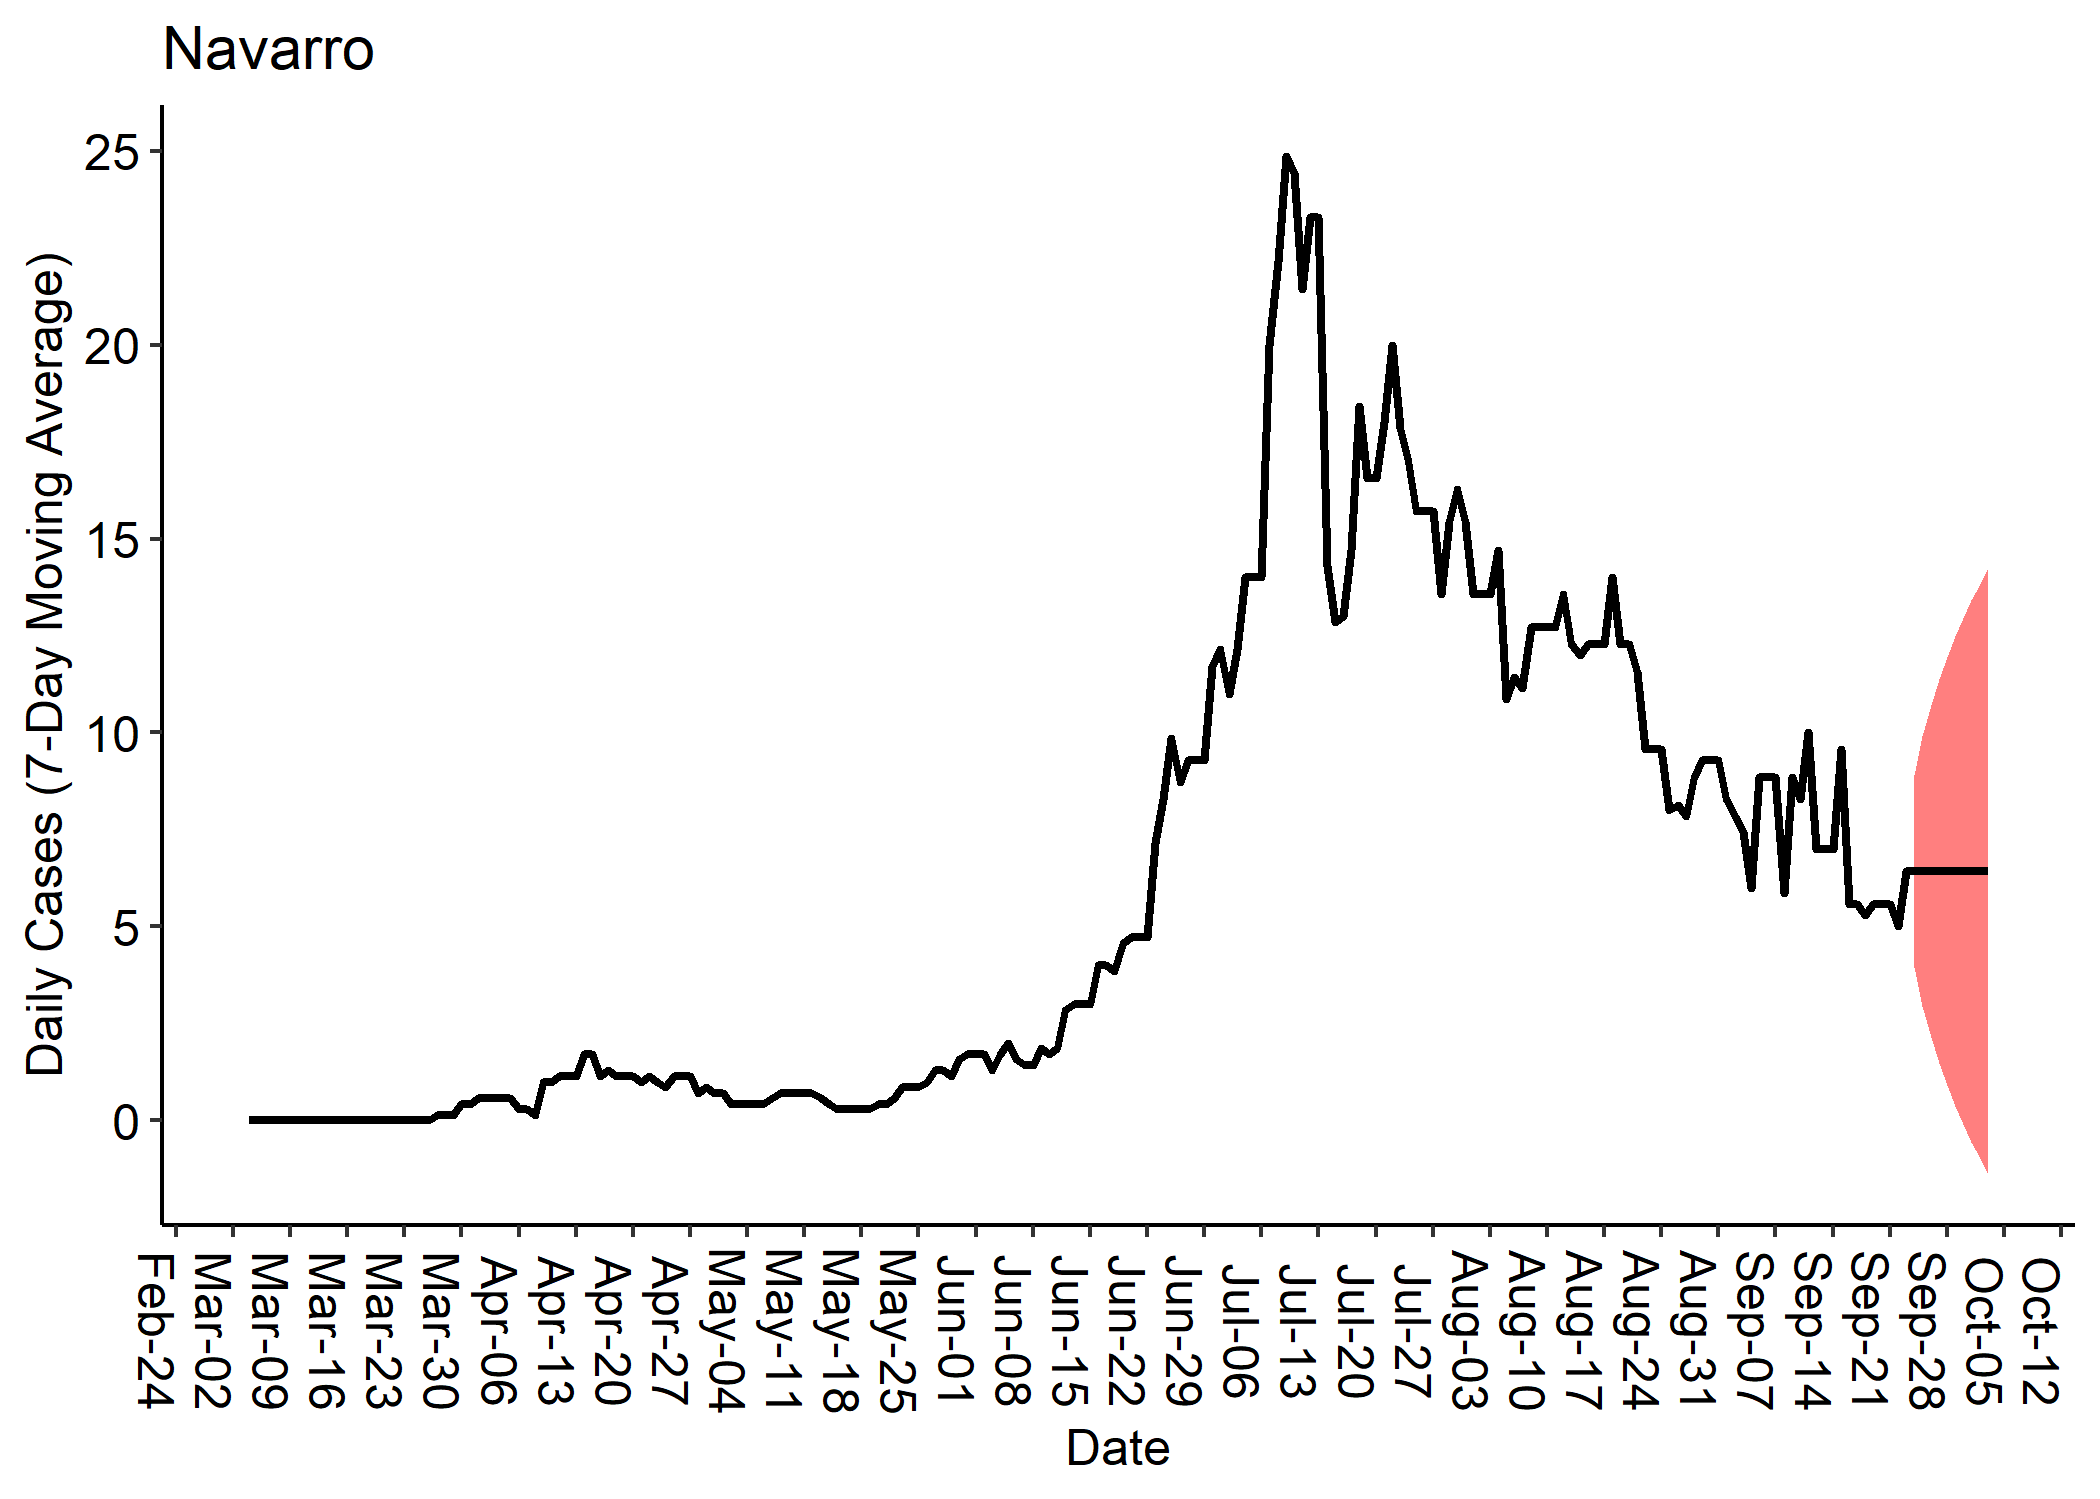 Navarro
Daily Cases (7-Day Moving Average)
25
20
15
10
5
0
Feb-24
Mar-02
Mar-09
Mar-16
Mar-23
Mar-30
Apr-06
Apr-13
Apr-20
Apr-27
May-04
May-11
May-18
May-25
Jun-01
Jun-08
Jun-15
Jun-22
Jun-29
Jul-06
Jul-13
Jul-20
Jul-27
Aug-03
Aug-10
Aug-17
Aug-24
Aug-31
Sep-07
Sep-14
Sep-21
Sep-28
Oct-05
Oct-12
Date